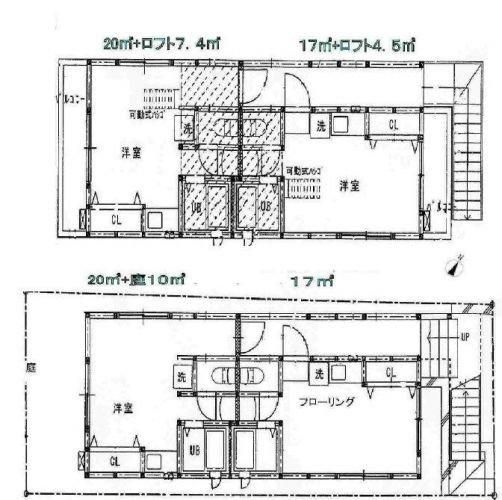 20㎡+ロフト7.4㎡
17㎡+ロフト4.5㎡
バルコニー
可動式ハシゴ
洗
洗
CL
洋室
可動式ハシゴ
洋室
CL
UB
UB
バルコニー
20㎡+庭10㎡
17㎡
UP
庭
洗
洗
CL
洋室
フローリング
CL
UB